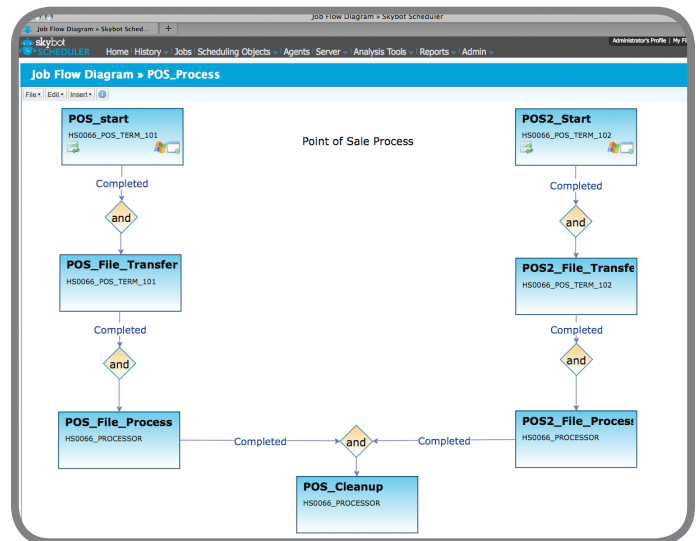 Job Flow Diagram » Skybot Scheduler
Job Flow Diagram » Skybot Sched...
+
skybot
SCHEDULER
Home History Jobs Scheduling Objects Agents Server Analysis Tools Reports Admin
Administrator's Profile | My Fi
Job Flow Diagram » POS_Process
File Edit Insert
POS_start
HS0066_POS_TERM_101
Point of Sale Process
POS2_Start
HS0066_POS_TERM_102
Completed
Completed
and
and
POS_File_Transfer
HS0066_POS_TERM_101
POS2_File_Transfe
HS0066_POS_TERM_102
Completed
Completed
and
and
POS_File_Process
HS0066_PROCESSOR
POS2_File_Process
HS0066_PROCESSOR
Completed
and
Completed
POS_Cleanup
HS0066_PROCESSOR